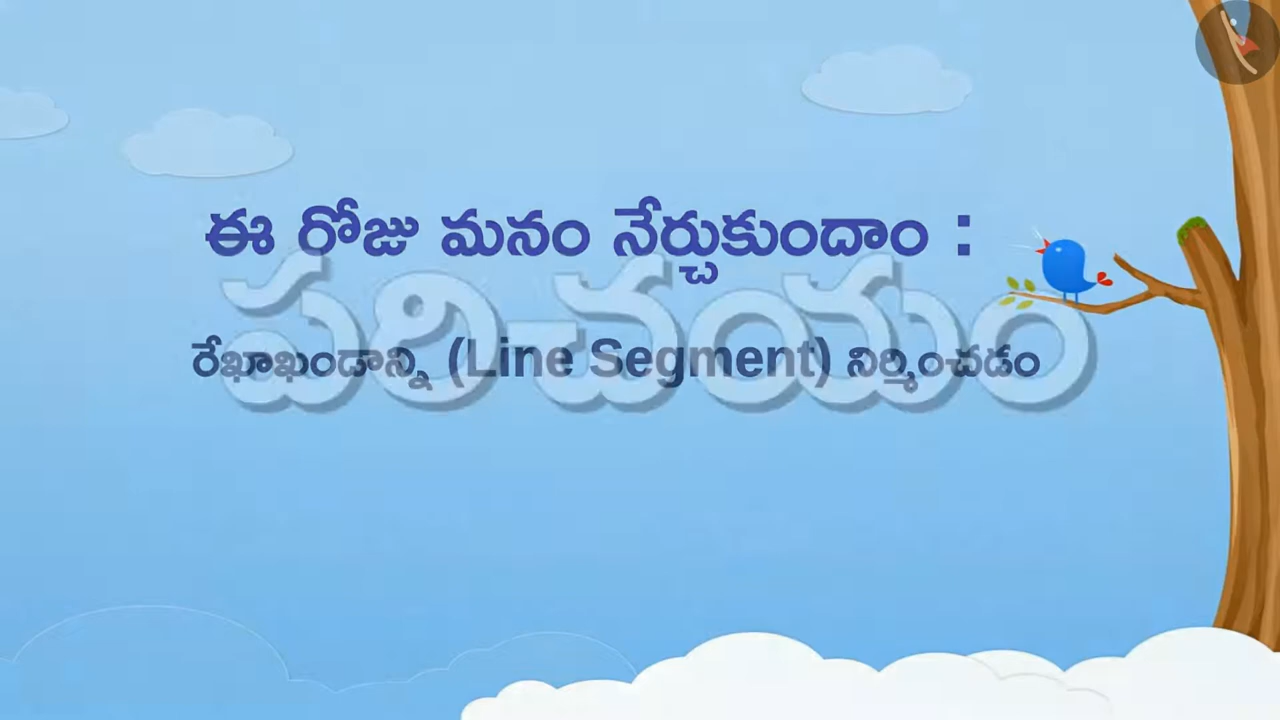 ఈ రోజు మనం నేర్చుకుందాం :
పరిచయం
రేఖాఖండాన్ని (Line Segment) నిర్మించడం